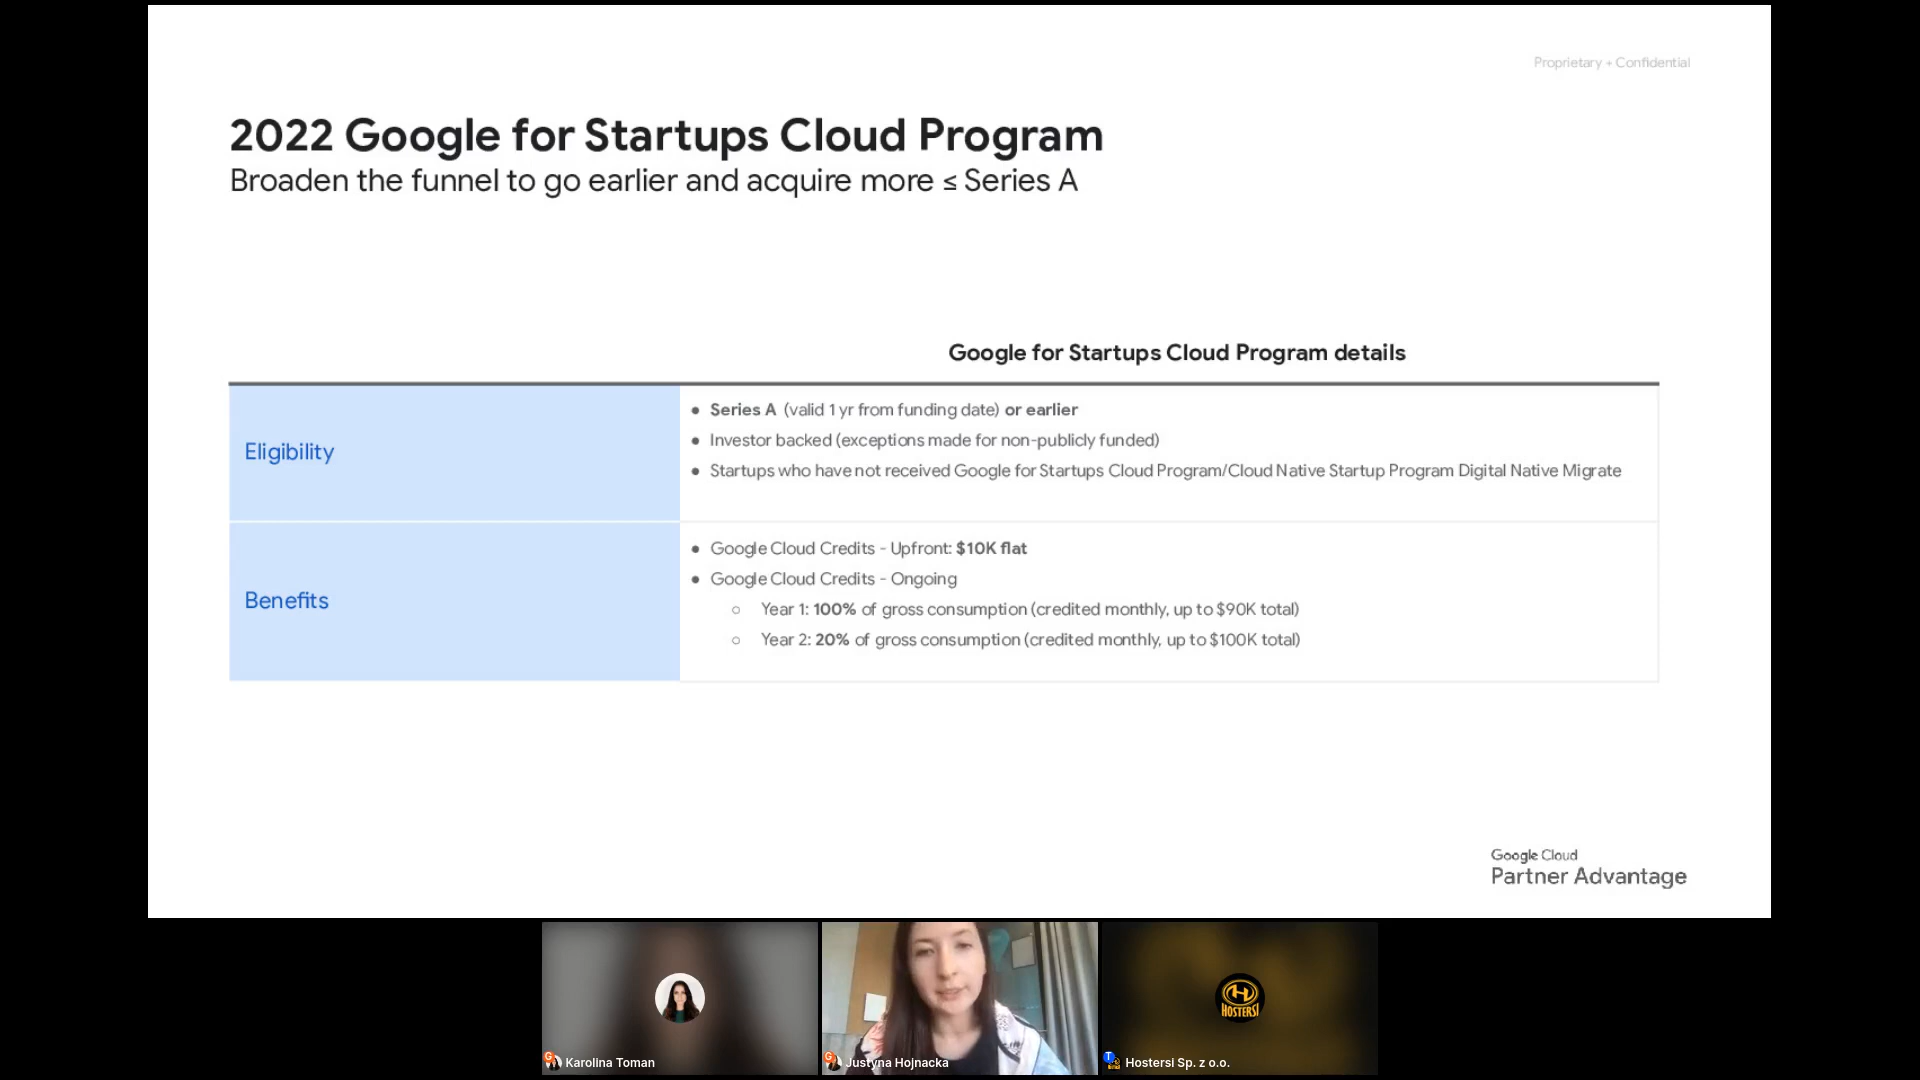 Proprietary + Confidential
2022 Google for Startups Cloud Program
Broaden the funnel to go earlier and acquire more ≤ Series A
Google for Startups Cloud Program details
Eligibility
● Series A (valid 1 yr from funding date) or earlier
● Investor backed (exceptions made for non-publicly funded)
● Startups who have not received Google for Startups Cloud Program/Cloud Native Startup Program Digital Native Migrate
Benefits
● Google Cloud Credits - Upfront: $10K flat
● Google Cloud Credits - Ongoing
○ Year 1: 100% of gross consumption (credited monthly, up to $90K total)
○ Year 2: 20% of gross consumption (credited monthly, up to $100K total)
Google Cloud
Partner Advantage
HOSTERSI
G Karolina Toman
G Justyna Hojnacka
T Hostersi Sp. z o.o.